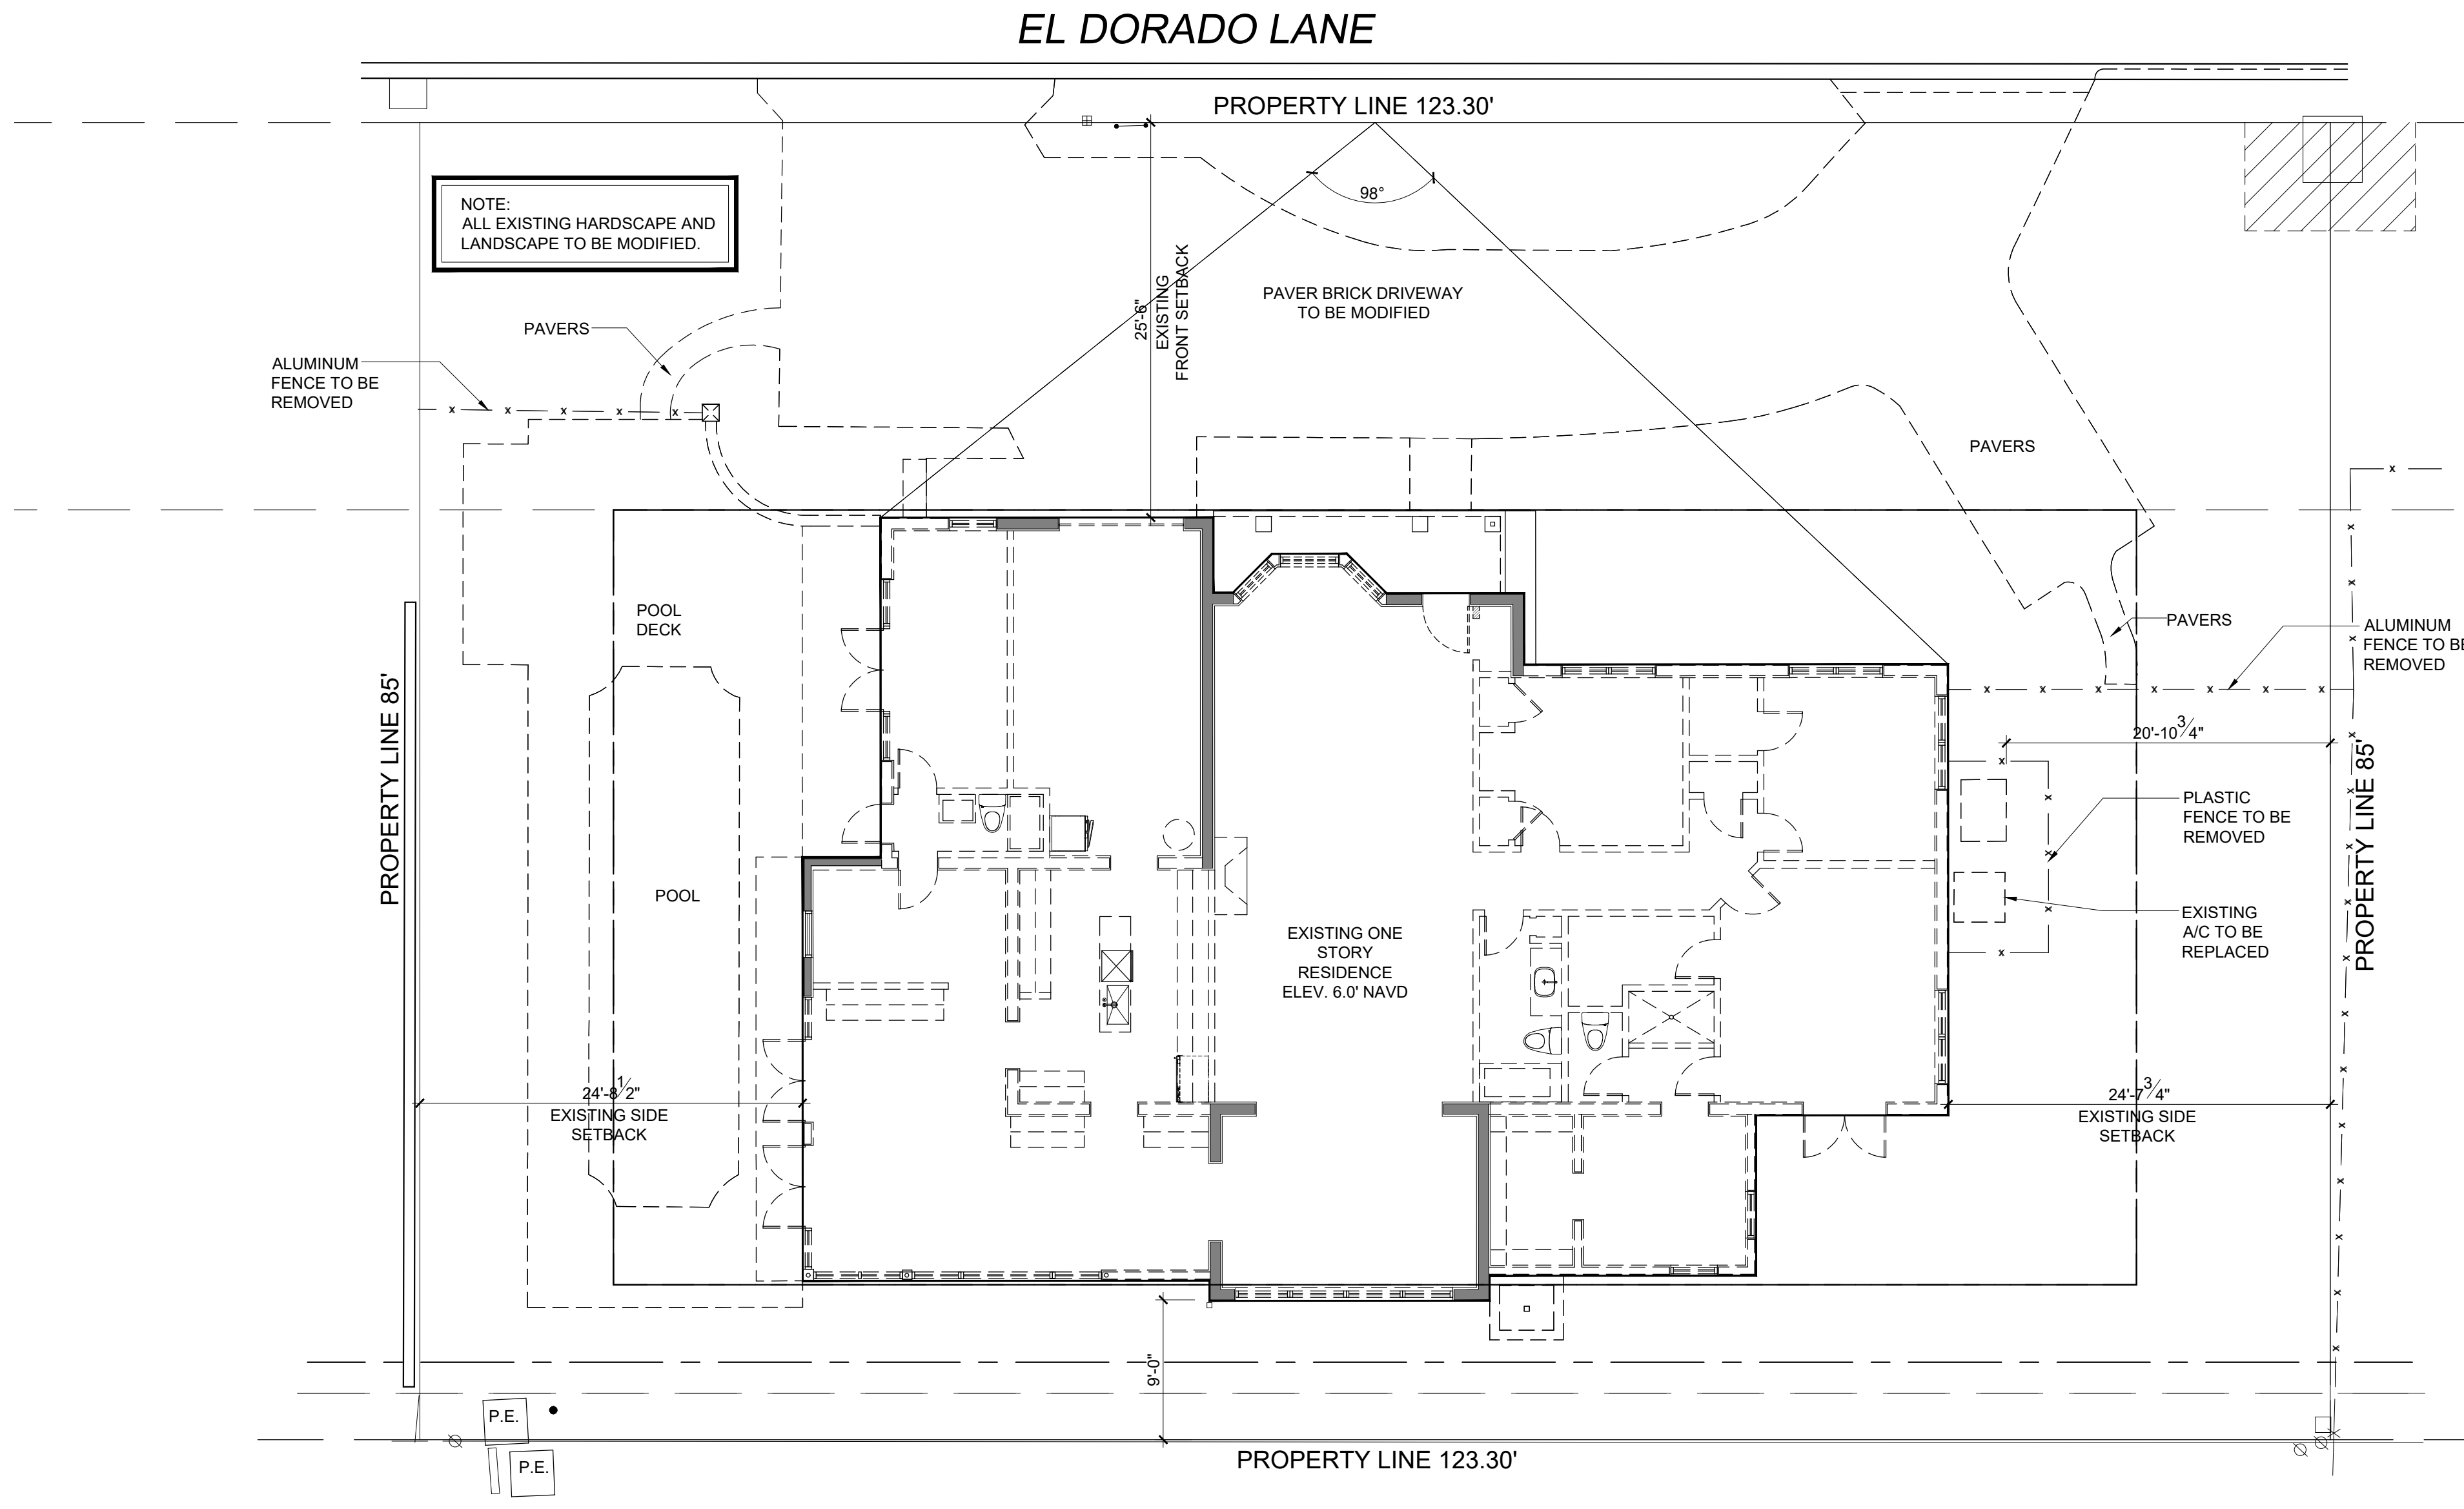 EL DORADO LANE
PROPERTY LINE 123.30'
98°
NOTE:
ALL EXISTING HARDSCAPE AND
LANDSCAPE TO BE MODIFIED.
25'-6"
EXISTING
FRONT SETBACK
PAVER BRICK DRIVEWAY
TO BE MODIFIED
PAVERS
ALUMINUM
FENCE TO BE
REMOVED
PAVERS
POOL
DECK
PAVERS
ALUMINUM
FENCE TO BE
REMOVED
PROPERTY LINE 85'
20'-10 3/4"
PROPERTY LINE 85'
PLASTIC
FENCE TO BE
REMOVED
POOL
EXISTING ONE
STORY
RESIDENCE
ELEV. 6.0' NAVD
EXISTING
A/C TO BE
REPLACED
24'-8 1/2"
EXISTING SIDE
SETBACK
24'-7 3/4"
EXISTING SIDE
SETBACK
9'-0"
P.E.
P.E.
PROPERTY LINE 123.30'